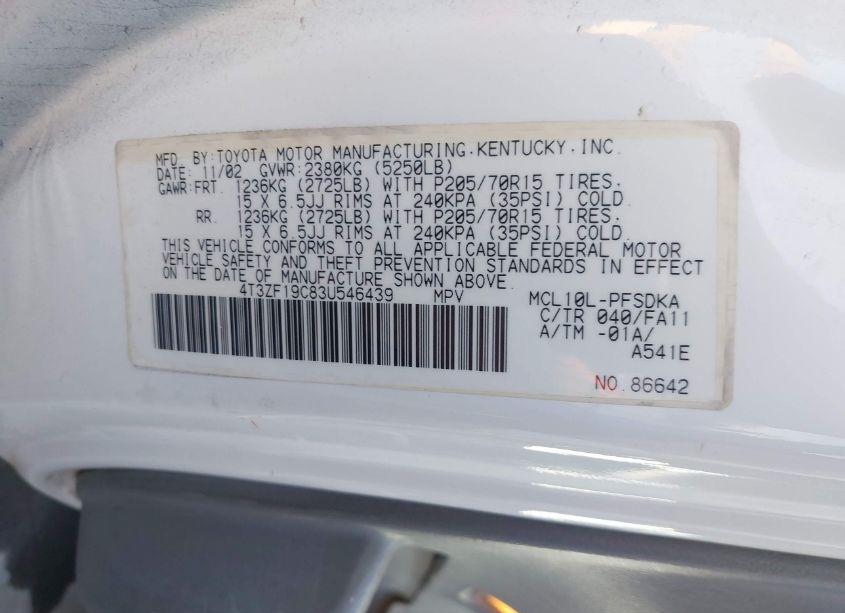 MFD. BY:TOYOTA MOTOR MANUFACTURING.KENTUCKY.INC.
DATE: 11/02 GVWR:2380KG (5250LB)
GAWR:FRT. 1236KG (2725LB) WITH P205/70R15 TIRES.
15 X 6.5JJ RIMS AT 240KPA (35PSI) COLD.
RR. 1236KG (2725LB) WITH P205/70R15 TIRES.
15 X 6.5JJ RIMS AT 240KPA (35PSI) COLD.
THIS VEHICLE CONFORMS TO ALL APPLICABLE FEDERAL MOTOR
VEHICLE SAFETY AND THEFT PREVENTION STANDARDS IN EFFECT
ON THE DATE OF MANUFACTURE SHOWN ABOVE.
4T3ZF19C83U546439 MPV
MCL10L-PFSDKA
C/TR 040/FA11
A/TM -01A/
A541E
NO.86642